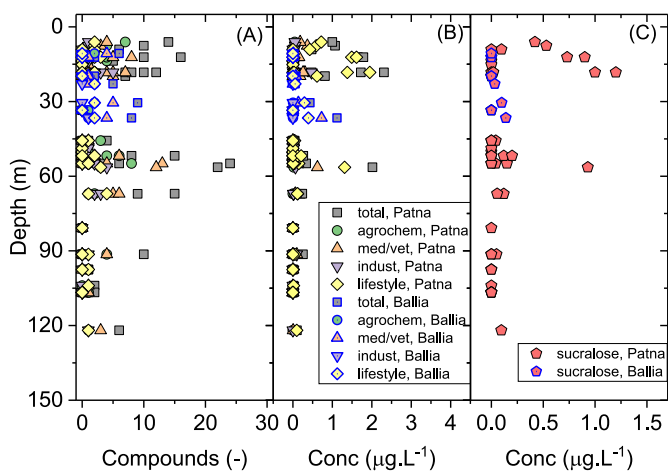 (A)
(B)
(C)
Depth (m)
0
30
60
90
120
150
total, Patna
agrochem, Patna
med/vet, Patna
indust, Patna
lifestyle, Patna
total, Ballia
agrochem, Ballia
med/vet, Ballia
indust, Ballia
lifestyle, Ballia
sucralose, Patna
sucralose, Ballia
0 10 20 30
0 1 2 3
0.0 0.5 1.0 1.5
Compounds (-)
Conc (µg.L⁻¹)
Conc (µg.L⁻¹)